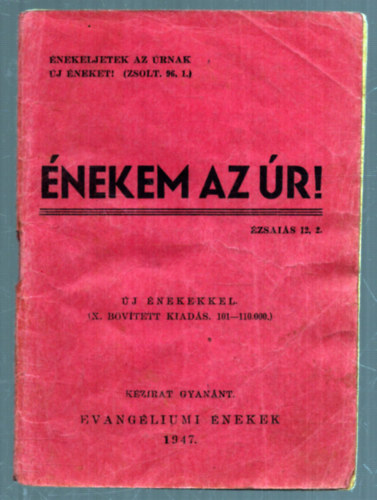 ÉNEKELJETEK AZ ÚRNAK
ÚJ ÉNEKET! (ZSOLT. 96, 1.)
ÉNEKEM AZ ÚR!
ÉZSAIÁS 12, 2.
ÚJ ÉNEKEKKEL.
(X. BŐVÍTETT KIADÁS. 101—110.000.)
KÉZIRAT GYANÁNT.
EVANGÉLIUMI ÉNEKEK
1947.